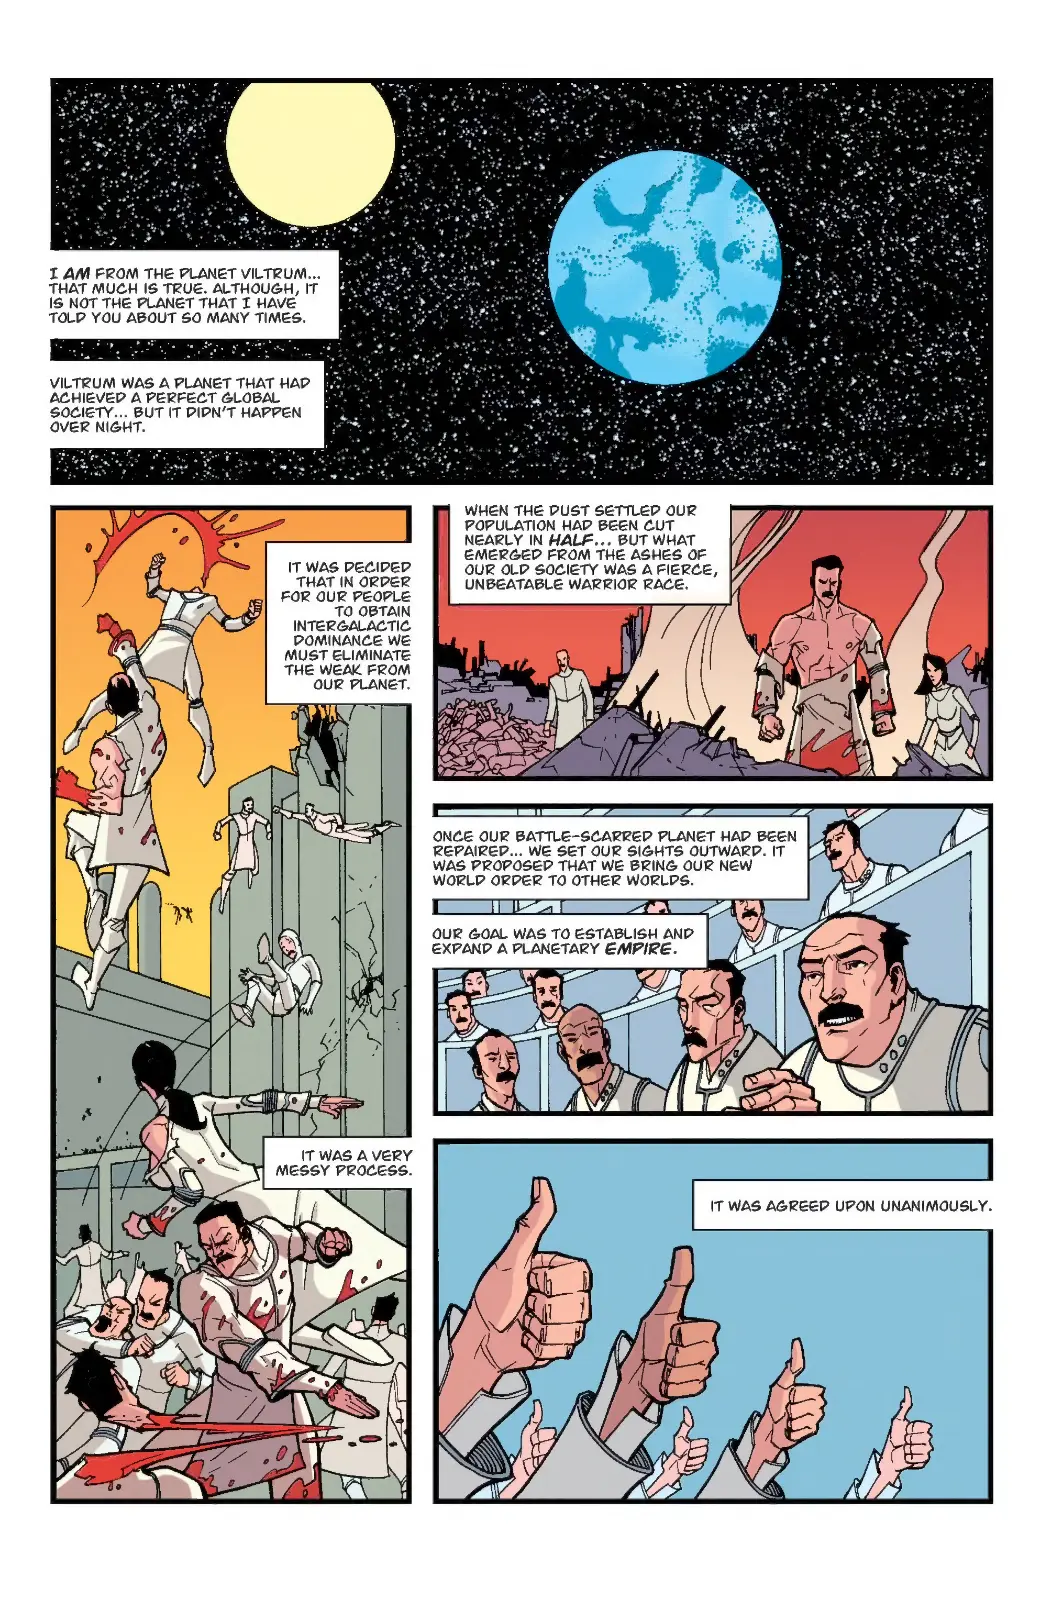 I AM FROM THE PLANET VILTRUM...
THAT MUCH IS TRUE. ALTHOUGH, IT
IS NOT THE PLANET THAT I HAVE
TOLD YOU ABOUT SO MANY TIMES.
VILTRUM WAS A PLANET THAT HAD
ACHIEVED A PERFECT GLOBAL
SOCIETY... BUT IT DIDN'T HAPPEN
OVER NIGHT.
IT WAS DECIDED
THAT IN ORDER
FOR OUR PEOPLE
TO OBTAIN
INTERGALACTIC
DOMINANCE WE
MUST ELIMINATE
THE WEAK FROM
OUR PLANET.
IT WAS A VERY
MESSY PROCESS.
WHEN THE DUST SETTLED OUR
POPULATION HAD BEEN CUT
NEARLY IN HALF... BUT WHAT
EMERGED FROM THE ASHES OF
OUR OLD SOCIETY WAS A FIERCE,
UNBEATABLE WARRIOR RACE.
ONCE OUR BATTLE-SCARRED PLANET HAD BEEN
REPAIRED... WE SET OUR SIGHTS OUTWARD. IT
WAS PROPOSED THAT WE BRING OUR NEW
WORLD ORDER TO OTHER WORLDS.
OUR GOAL WAS TO ESTABLISH AND
EXPAND A PLANETARY EMPIRE.
IT WAS AGREED UPON UNANIMOUSLY.